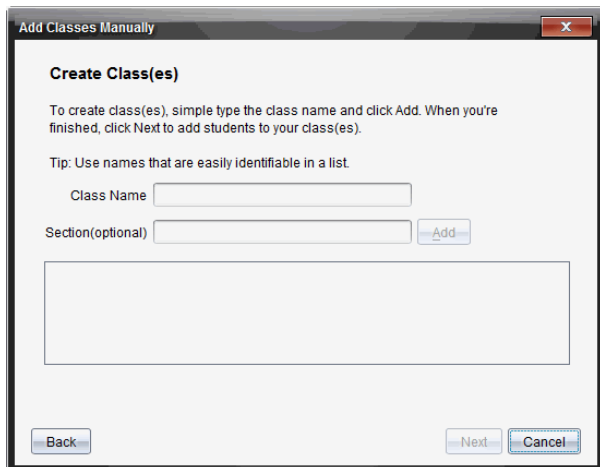 Add Classes Manually
Create Class(es)
To create class(es), simple type the class name and click Add. When you're
finished, click Next to add students to your class(es).
Tip: Use names that are easily identifiable in a list.
Class Name
Section(optional) Add
Back Next Cancel